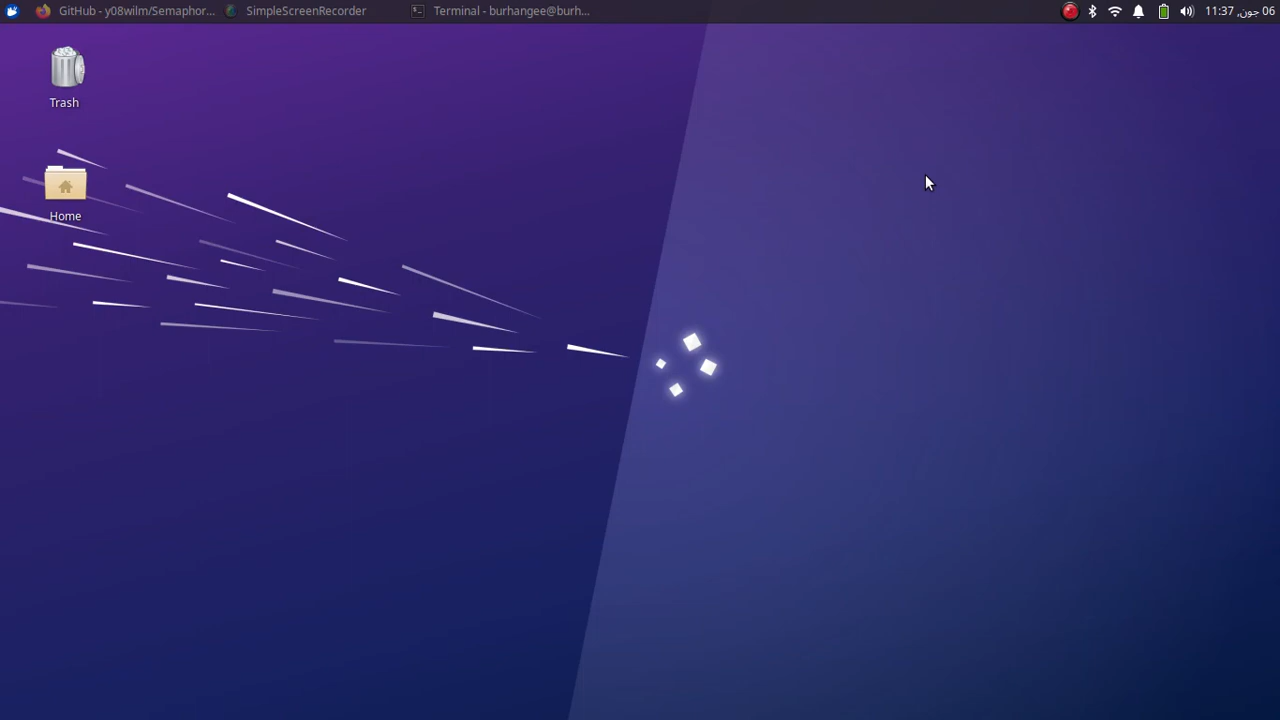 GitHub - y08wilm/Semaphor...
SimpleScreenRecorder
Terminal - burhangee@burh...
06 جون, 11:37
Trash
Home